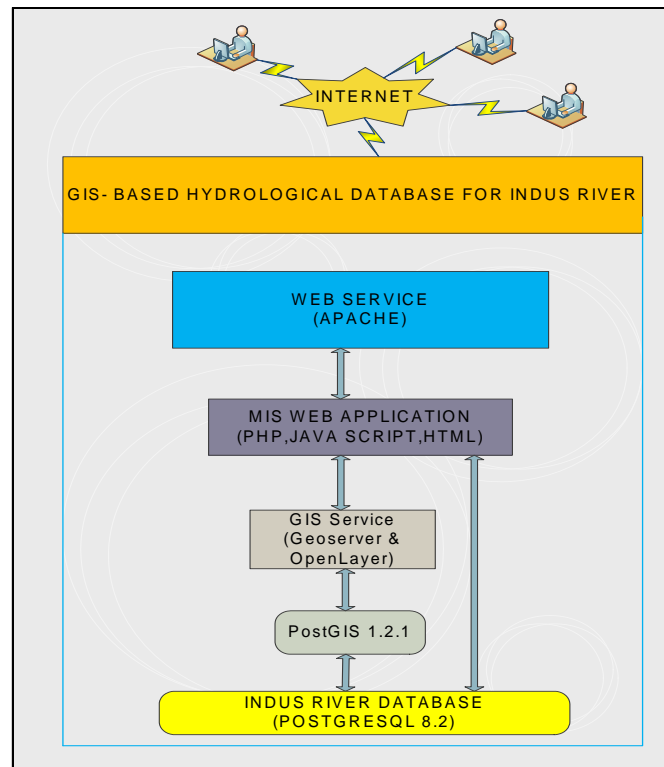 INTERNET
GIS- BASED HYDROLOGICAL DATABASE FOR INDUS RIVER
WEB SERVICE
(APACHE)
MIS WEB APPLICATION
(PHP,JAVA SCRIPT,HTML)
GIS Service
(Geoserver &
OpenLayer)
PostGIS 1.2.1
INDUS RIVER DATABASE
(POSTGRESQL 8.2)